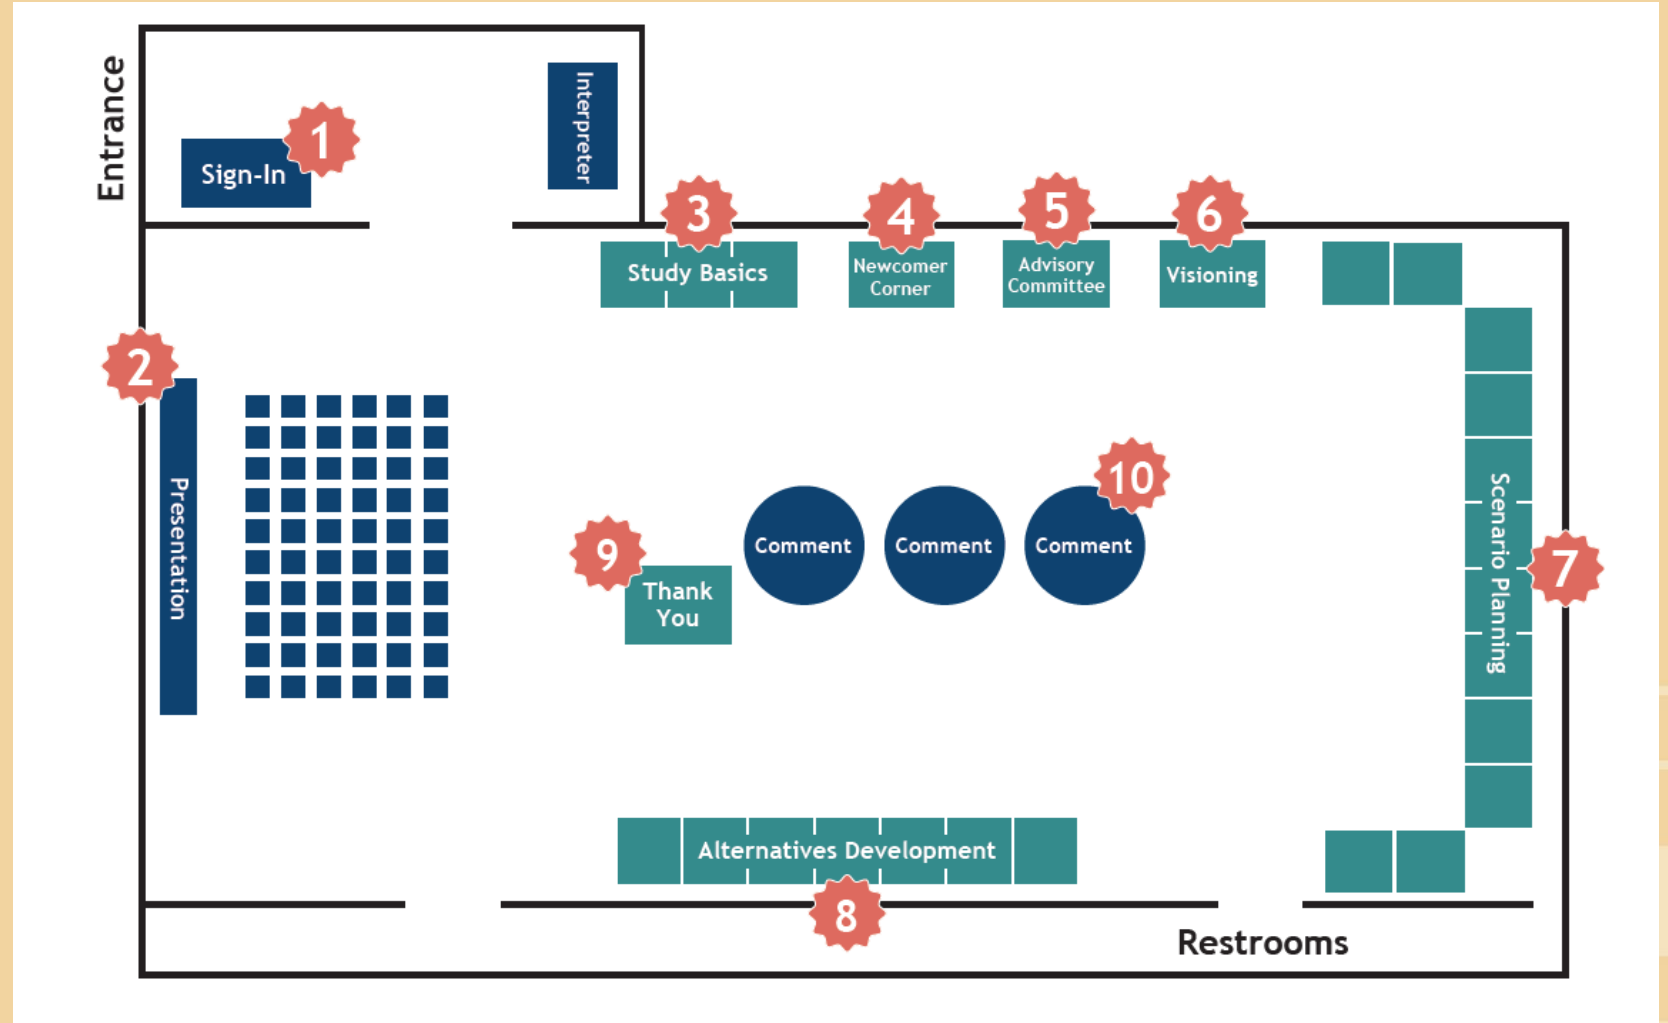 Entrance
1
Sign-In
Interpreter
2
Presentation
3
Study Basics
4
Newcomer
Corner
5
Advisory
Committee
6
Visioning
7
Scenario Planning
8
Alternatives Development
9
Thank
You
10
Comment
Comment
Comment
Restrooms